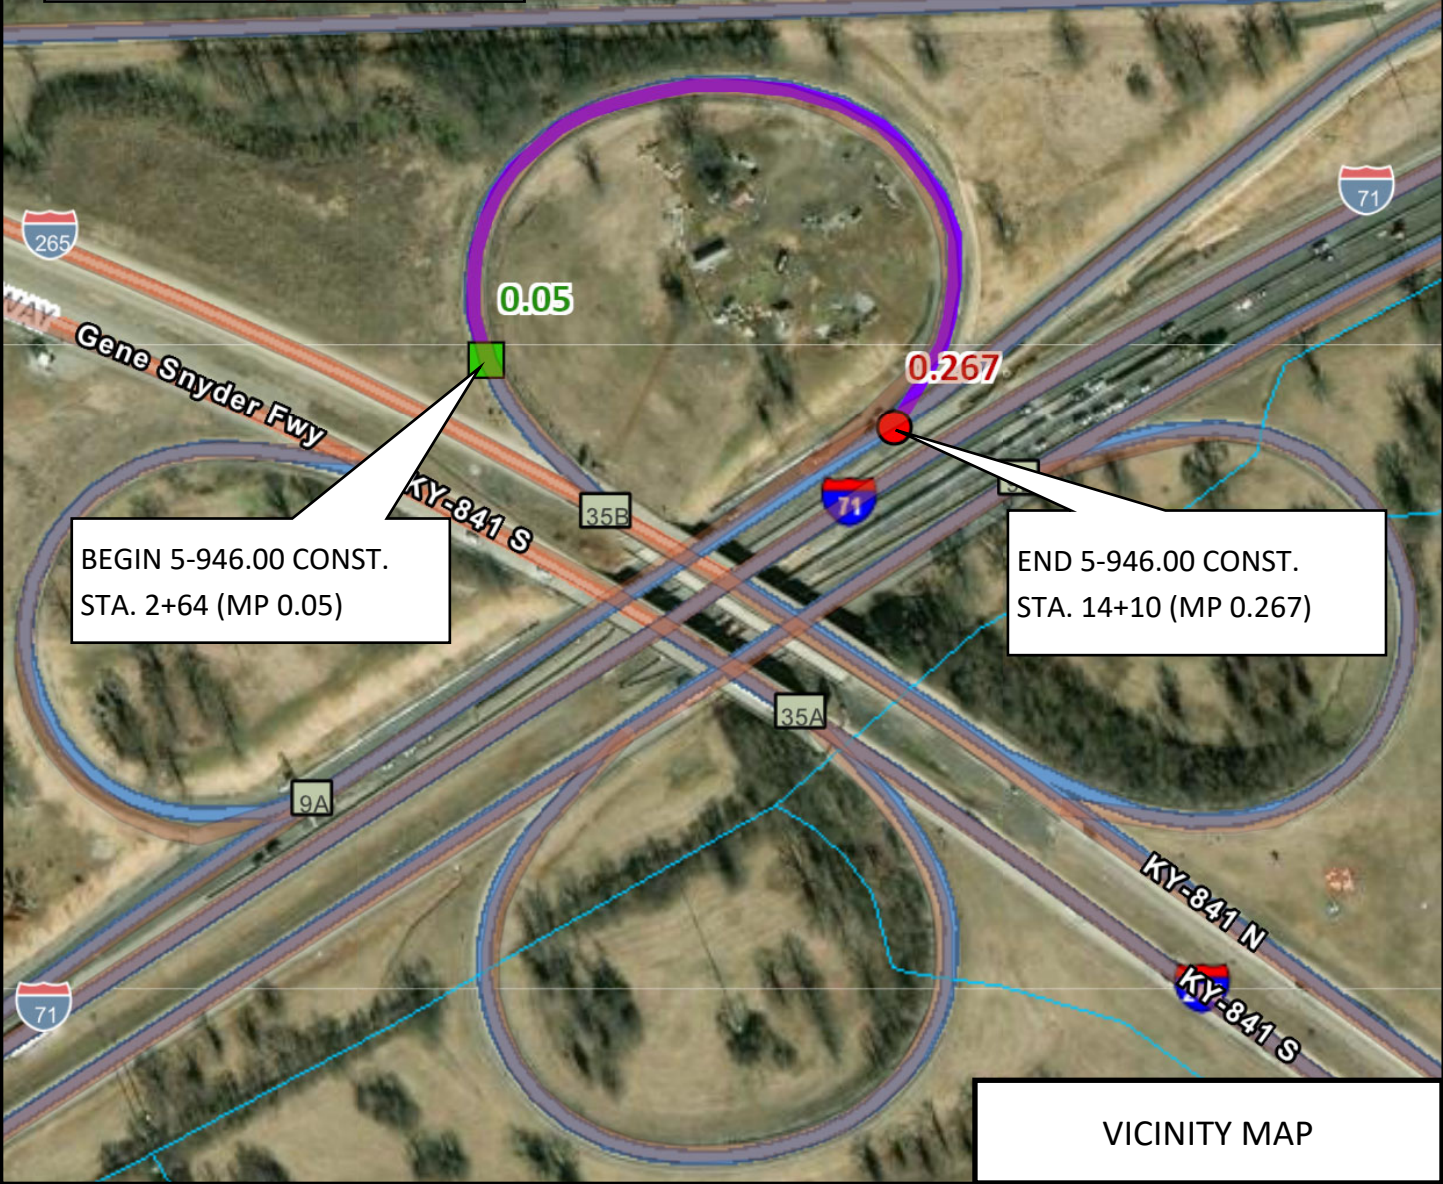 265
71
WAY
Gene Snyder Fwy
0.05
0.267
KY-841 S
35B
71
BEGIN 5-946.00 CONST.
STA. 2+64 (MP 0.05)
END 5-946.00 CONST.
STA. 14+10 (MP 0.267)
35A
9A
KY-841 N
KY-841 S
71
VICINITY MAP